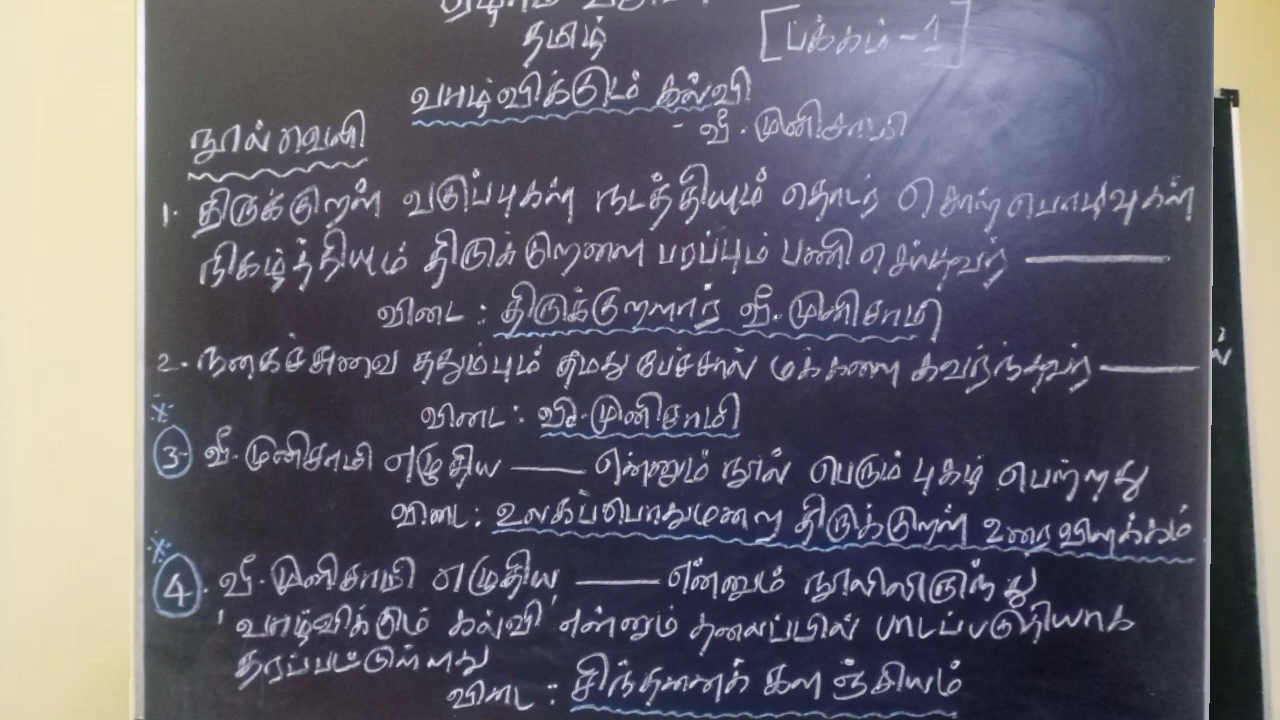 தமிழ் [பக்கம் - 1]
வாழ்விக்கும் கல்வி
- வீ. முனிசாமி
நூல் வெளி
1. திருக்குறள் வகுப்புகள் நடத்தியும் தொடர் சொற்பொழிவுகள்
நிகழ்த்தியும் திருக்குறளை பரப்பும் பணி செய்தவர் ———
விடை : திருக்குறளார் வீ. முனிசாமி
2. நகைச்சுவை ததும்பும் தமது பேச்சால் மக்களை கவர்ந்தவர் ———
விடை : வீ. முனிசாமி
3. வீ. முனிசாமி எழுதிய ——— என்னும் நூல் பெரும் புகழ் பெற்றது
விடை : உலகப்பொதுமறை திருக்குறள் உரை விளக்கம்
4. வீ. முனிசாமி எழுதிய ——— என்னும் நூலிலிருந்து
'வாழ்விக்கும் கல்வி' என்னும் தலைப்பில் பாடப்பகுதியாக
தரப்பட்டுள்ளது
விடை : சிந்தனைக் களஞ்சியம்